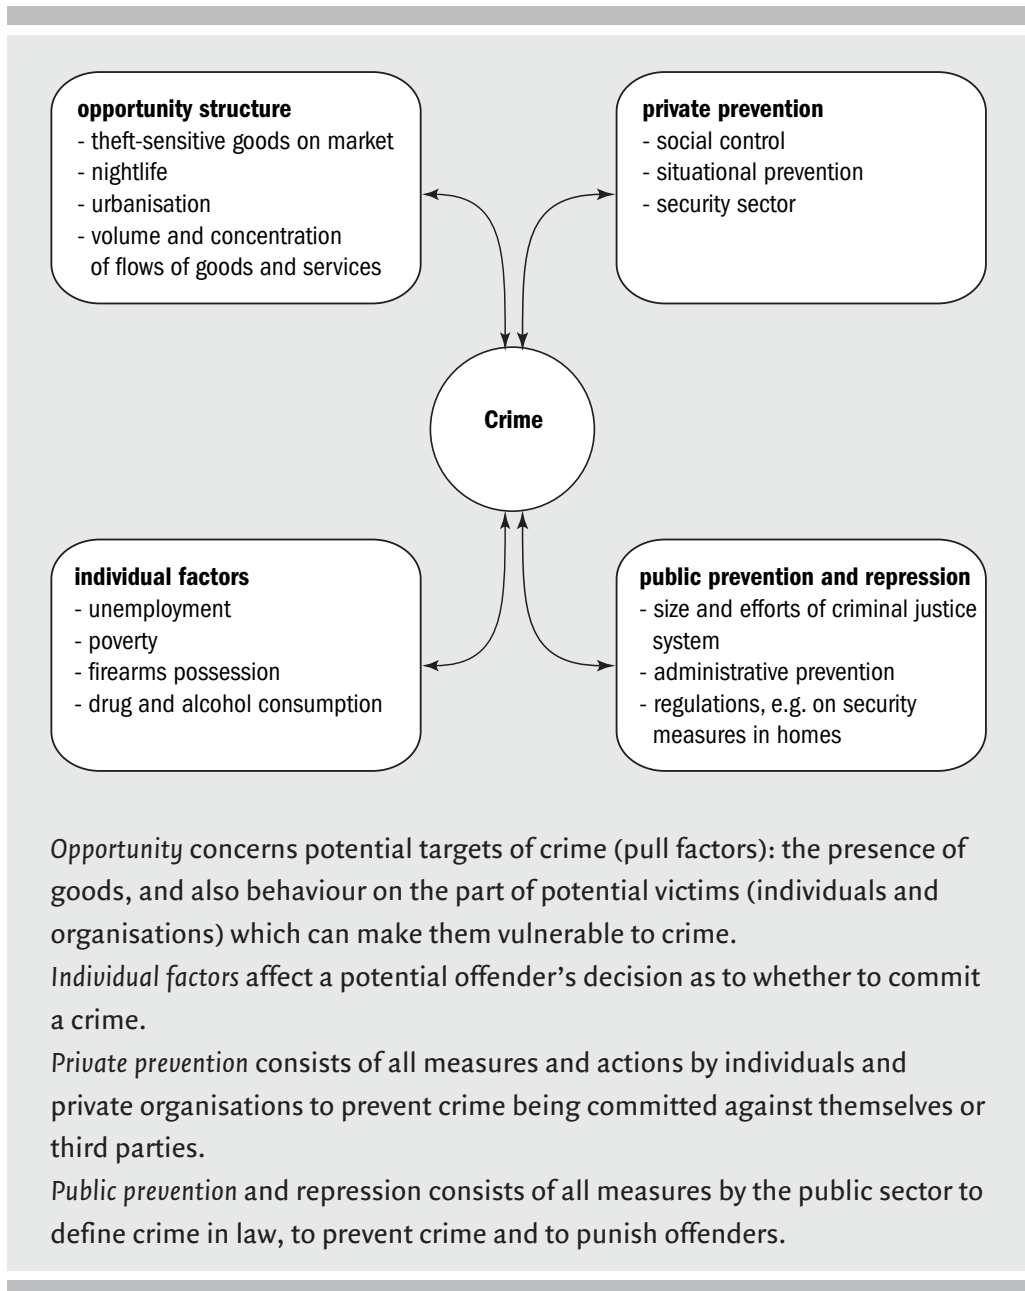 opportunity structure
- theft-sensitive goods on market
- nightlife
- urbanisation
- volume and concentration
of flows of goods and services
private prevention
- social control
- situational prevention
- security sector
Crime
individual factors
- unemployment
- poverty
- firearms possession
- drug and alcohol consumption
public prevention and repression
- size and efforts of criminal justice
system
- administrative prevention
- regulations, e.g. on security
measures in homes
Opportunity concerns potential targets of crime (pull factors): the presence of
goods, and also behaviour on the part of potential victims (individuals and
organisations) which can make them vulnerable to crime.
Individual factors affect a potential offender's decision as to whether to commit
a crime.
Private prevention consists of all measures and actions by individuals and
private organisations to prevent crime being committed against themselves or
third parties.
Public prevention and repression consists of all measures by the public sector to
define crime in law, to prevent crime and to punish offenders.